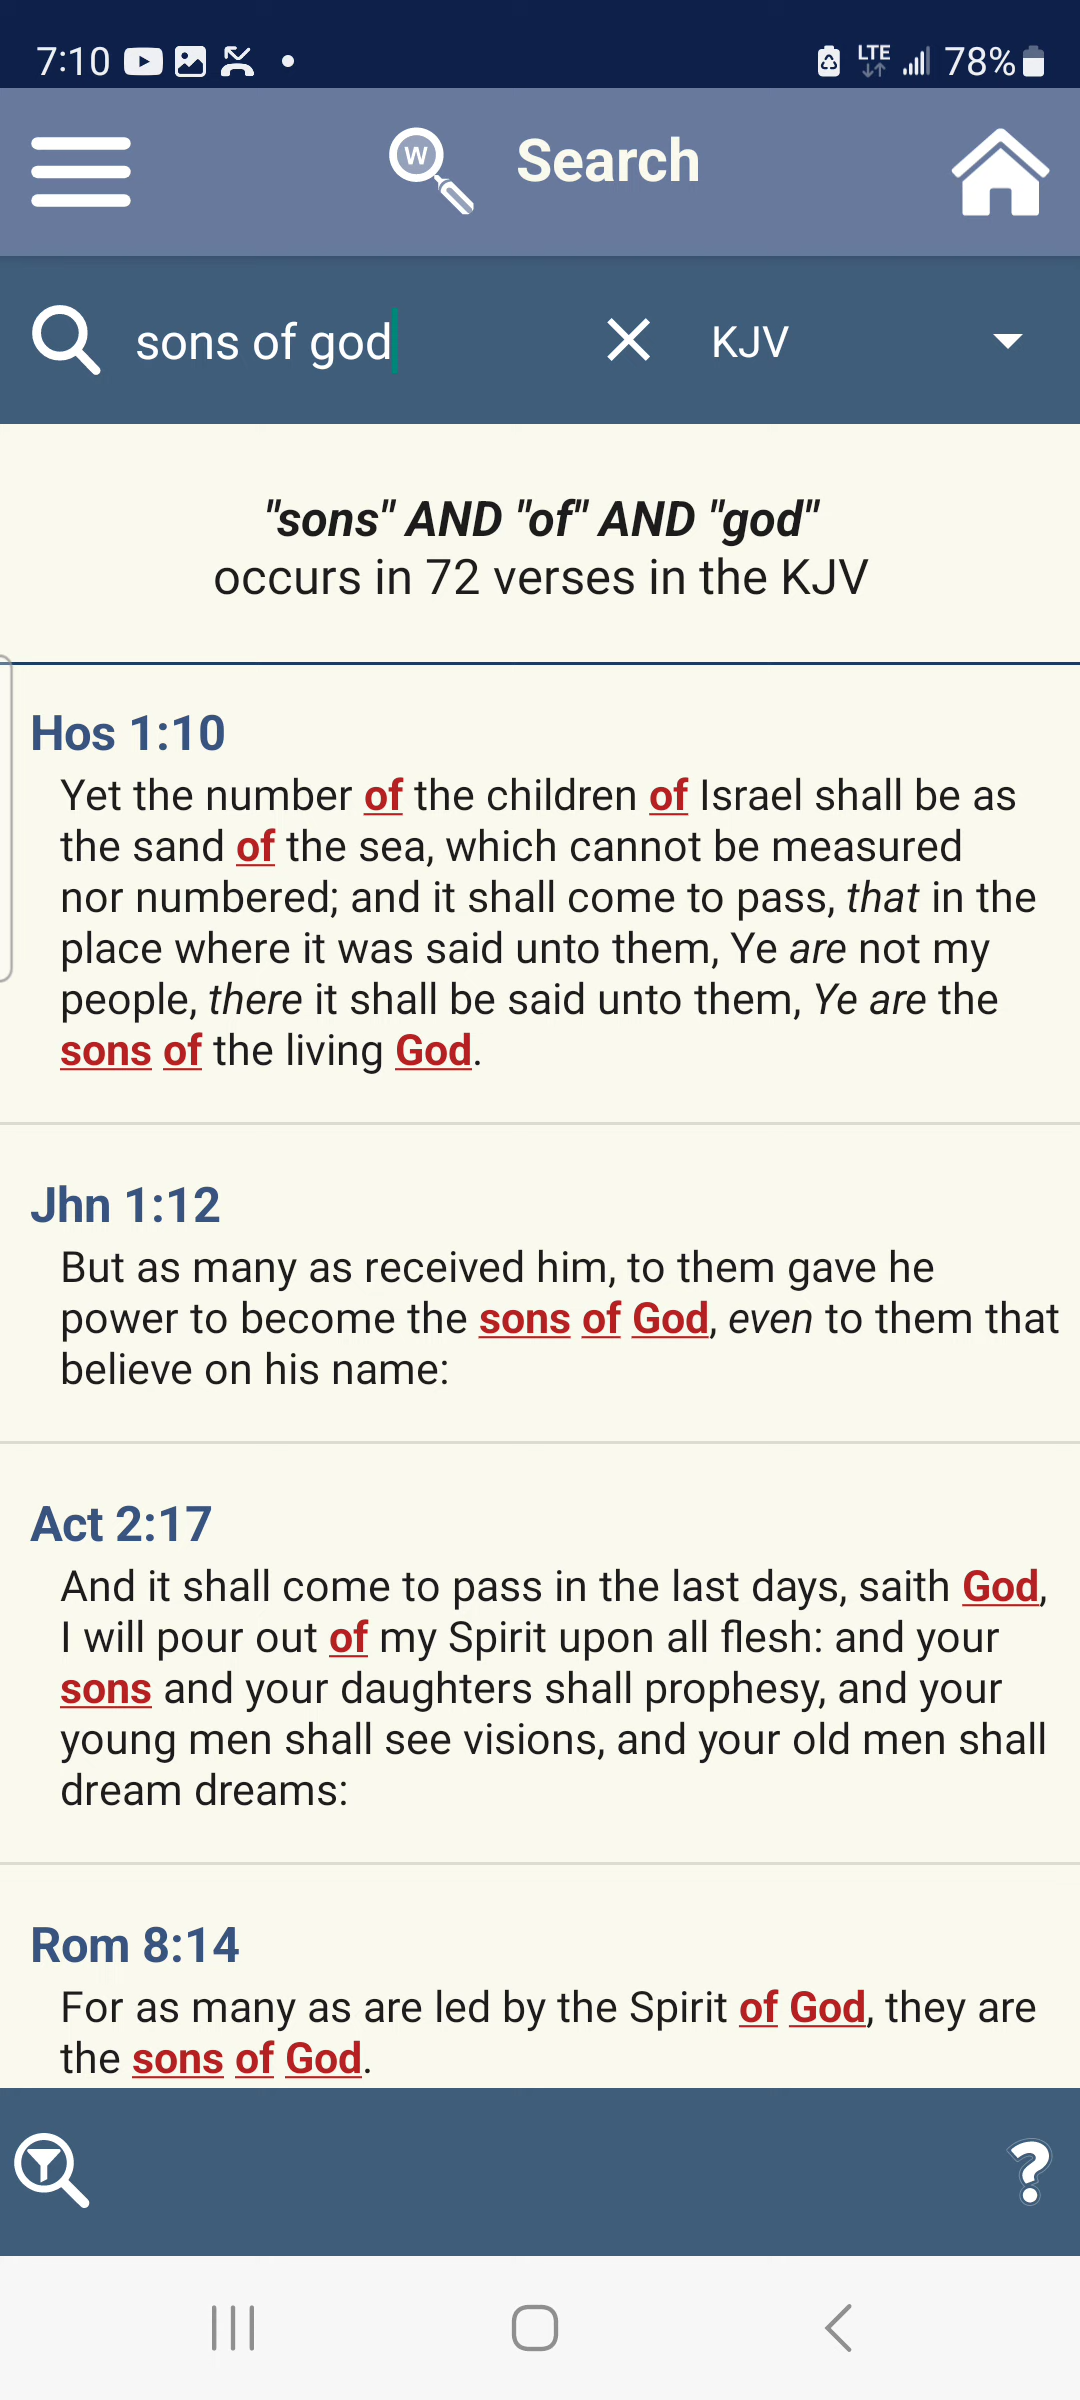 7:10 LTE 78%
W Search
sons of god KJV
"sons" AND "of" AND "god"
occurs in 72 verses in the KJV
Hos 1:10
Yet the number of the children of Israel shall be as
the sand of the sea, which cannot be measured
nor numbered; and it shall come to pass, that in the
place where it was said unto them, Ye are not my
people, there it shall be said unto them, Ye are the
sons of the living God.
Jhn 1:12
But as many as received him, to them gave he
power to become the sons of God, even to them that
believe on his name:
Act 2:17
And it shall come to pass in the last days, saith God,
I will pour out of my Spirit upon all flesh: and your
sons and your daughters shall prophesy, and your
young men shall see visions, and your old men shall
dream dreams:
Rom 8:14
For as many as are led by the Spirit of God, they are
the sons of God.
?